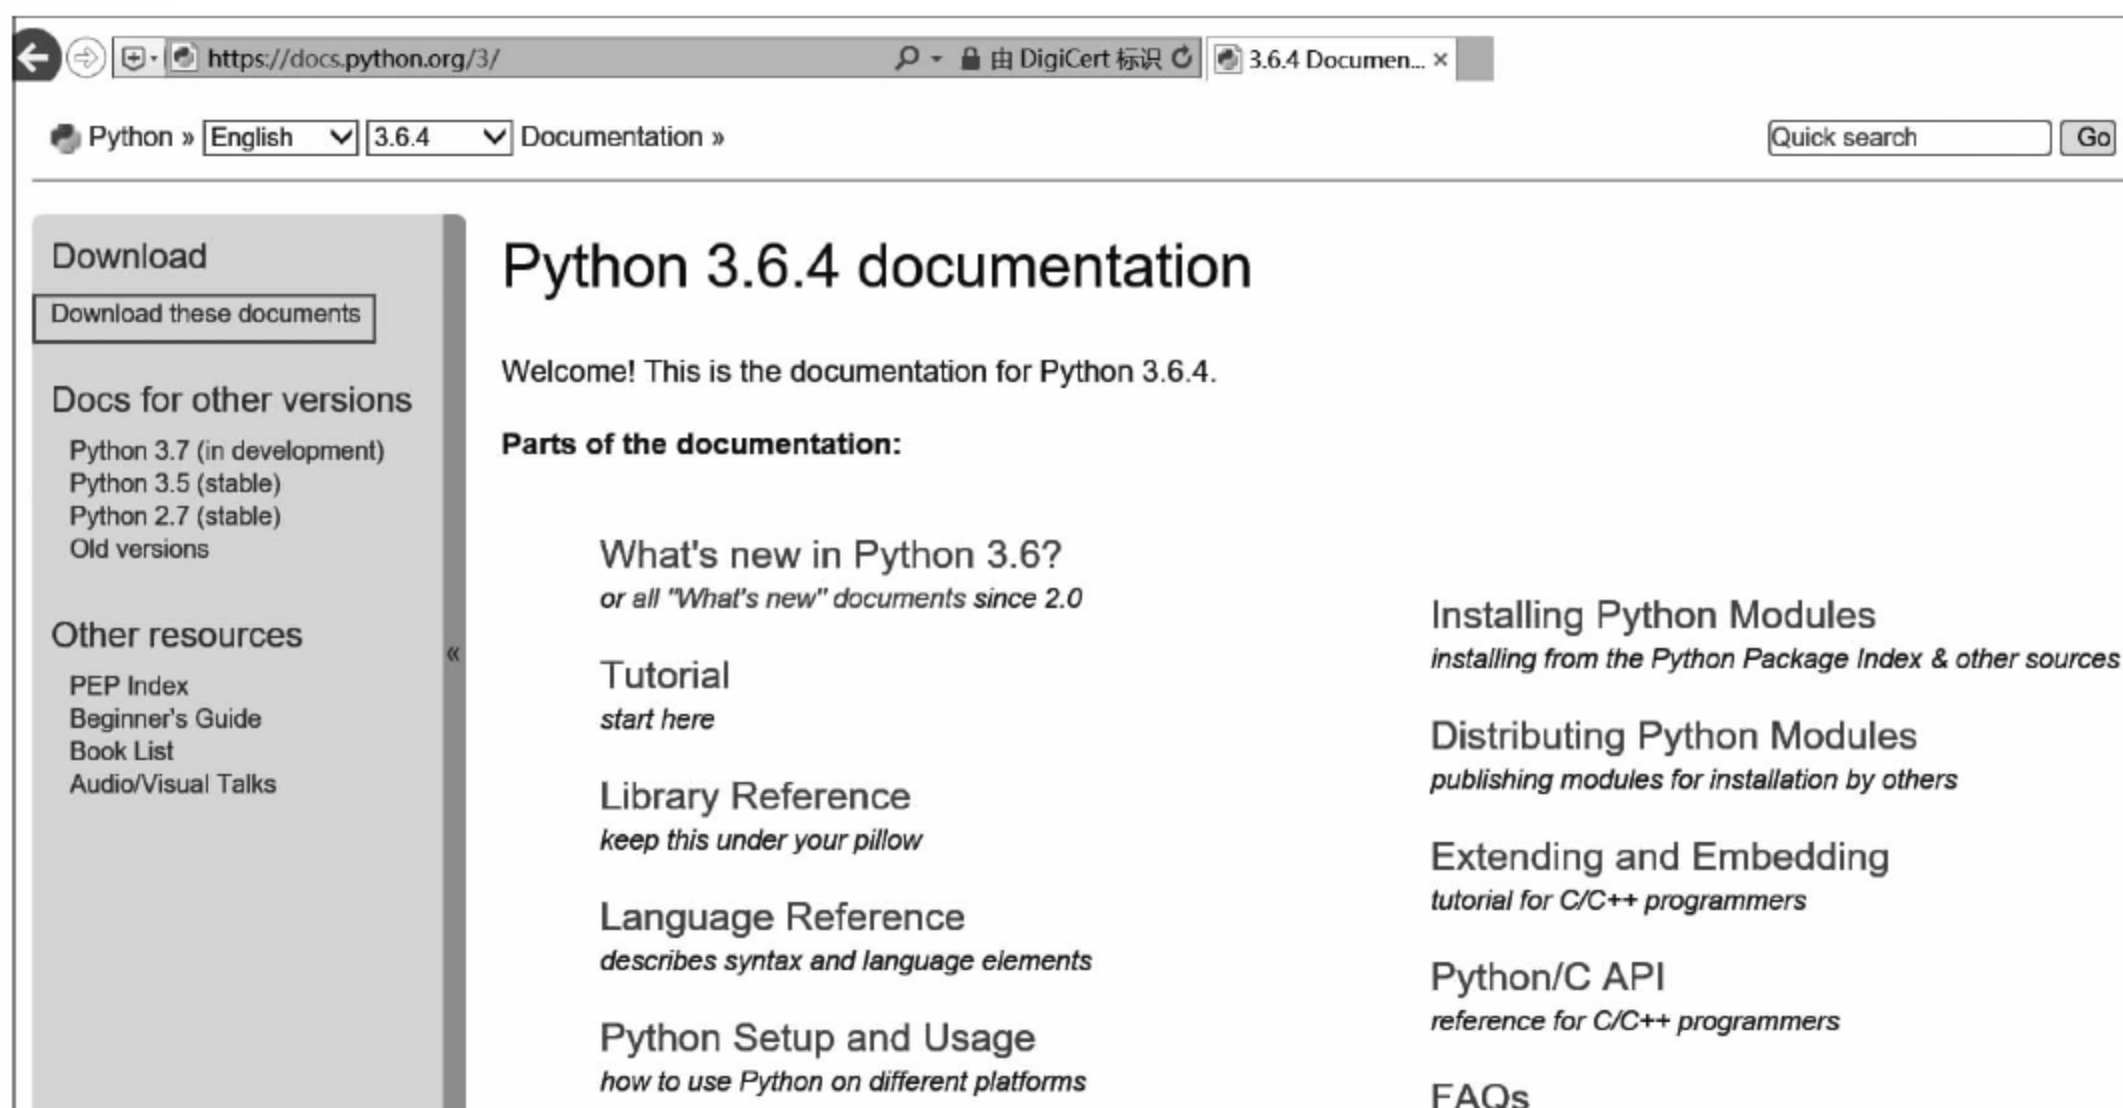 https://docs.python.org/3/
由 DigiCert 标识
3.6.4 Documen... ×
Python » English 3.6.4 Documentation »
Quick search Go
Download
Download these documents
Docs for other versions
Python 3.7 (in development)
Python 3.5 (stable)
Python 2.7 (stable)
Old versions
Other resources
PEP Index
Beginner's Guide
Book List
Audio/Visual Talks
«
Python 3.6.4 documentation
Welcome! This is the documentation for Python 3.6.4.
Parts of the documentation:
What's new in Python 3.6?
or all "What's new" documents since 2.0
Tutorial
start here
Library Reference
keep this under your pillow
Language Reference
describes syntax and language elements
Python Setup and Usage
how to use Python on different platforms
Installing Python Modules
installing from the Python Package Index & other sources
Distributing Python Modules
publishing modules for installation by others
Extending and Embedding
tutorial for C/C++ programmers
Python/C API
reference for C/C++ programmers
FAQs